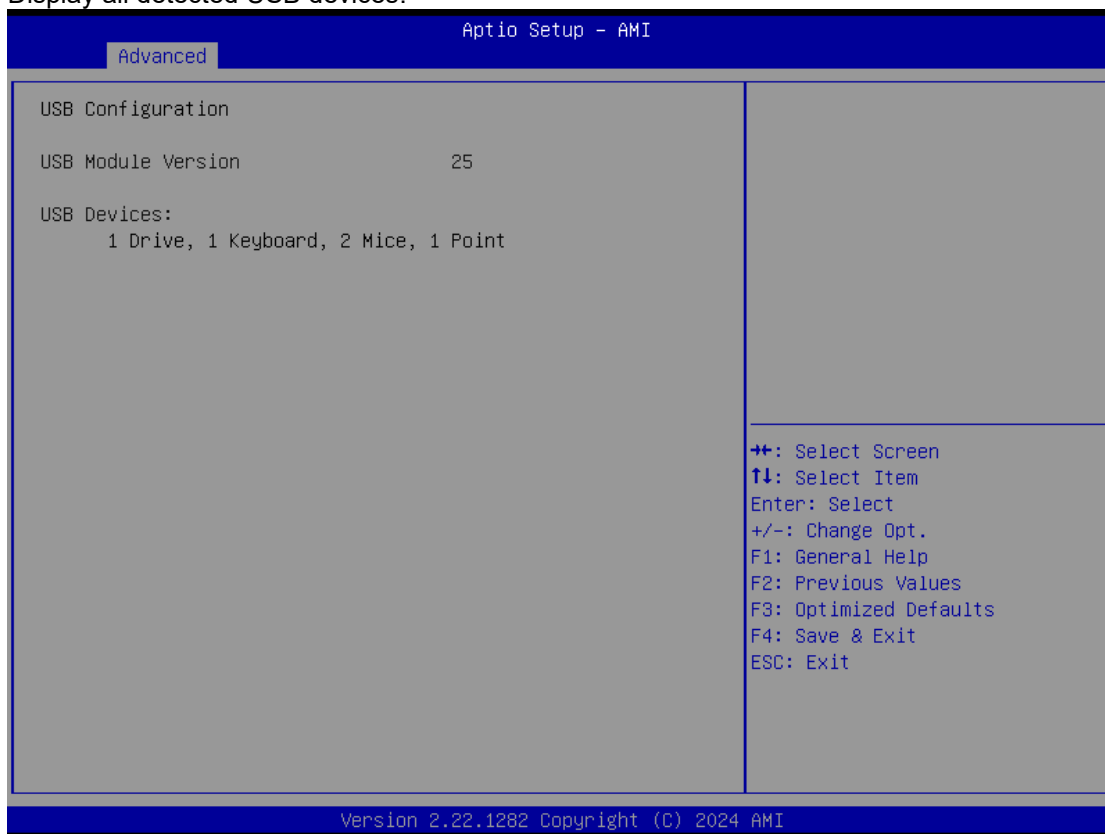 Display all detected USB devices.
Aptio Setup – AMI
Advanced
USB Configuration
USB Module Version 25
USB Devices:
1 Drive, 1 Keyboard, 2 Mice, 1 Point
→←: Select Screen
↑↓: Select Item
Enter: Select
+/-: Change Opt.
F1: General Help
F2: Previous Values
F3: Optimized Defaults
F4: Save & Exit
ESC: Exit
Version 2.22.1282 Copyright (C) 2024 AMI